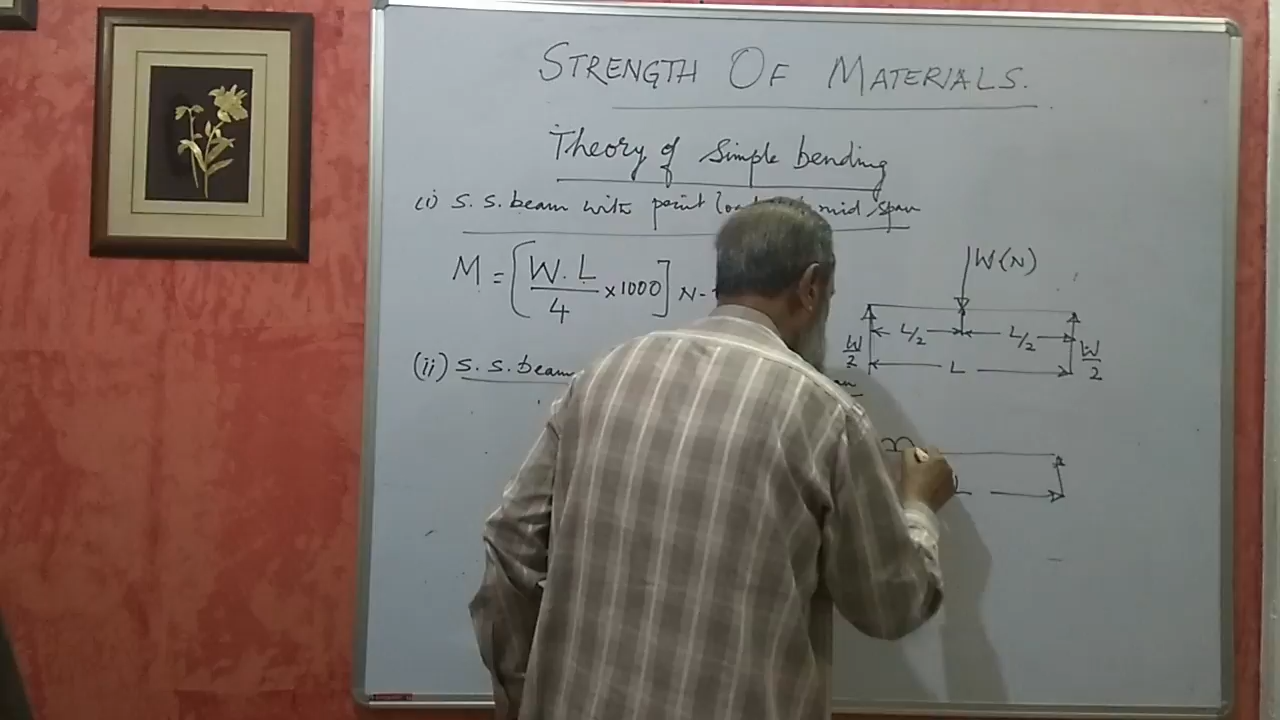 STRENGTH OF MATERIALS.
Theory of simple bending
(i) S. S. beam with point mid span
M = [W. L / 4 × 1000] N-
W(N)
L/2 L/2
W/2 L W/2
(ii) S. S. beam
L